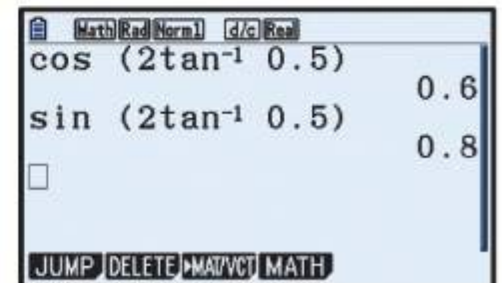 Math Rad Norm1 d/c Real
cos (2tan⁻¹ 0.5)
0.6
sin (2tan⁻¹ 0.5)
0.8
JUMP DELETE ▶MAT/VCT MATH